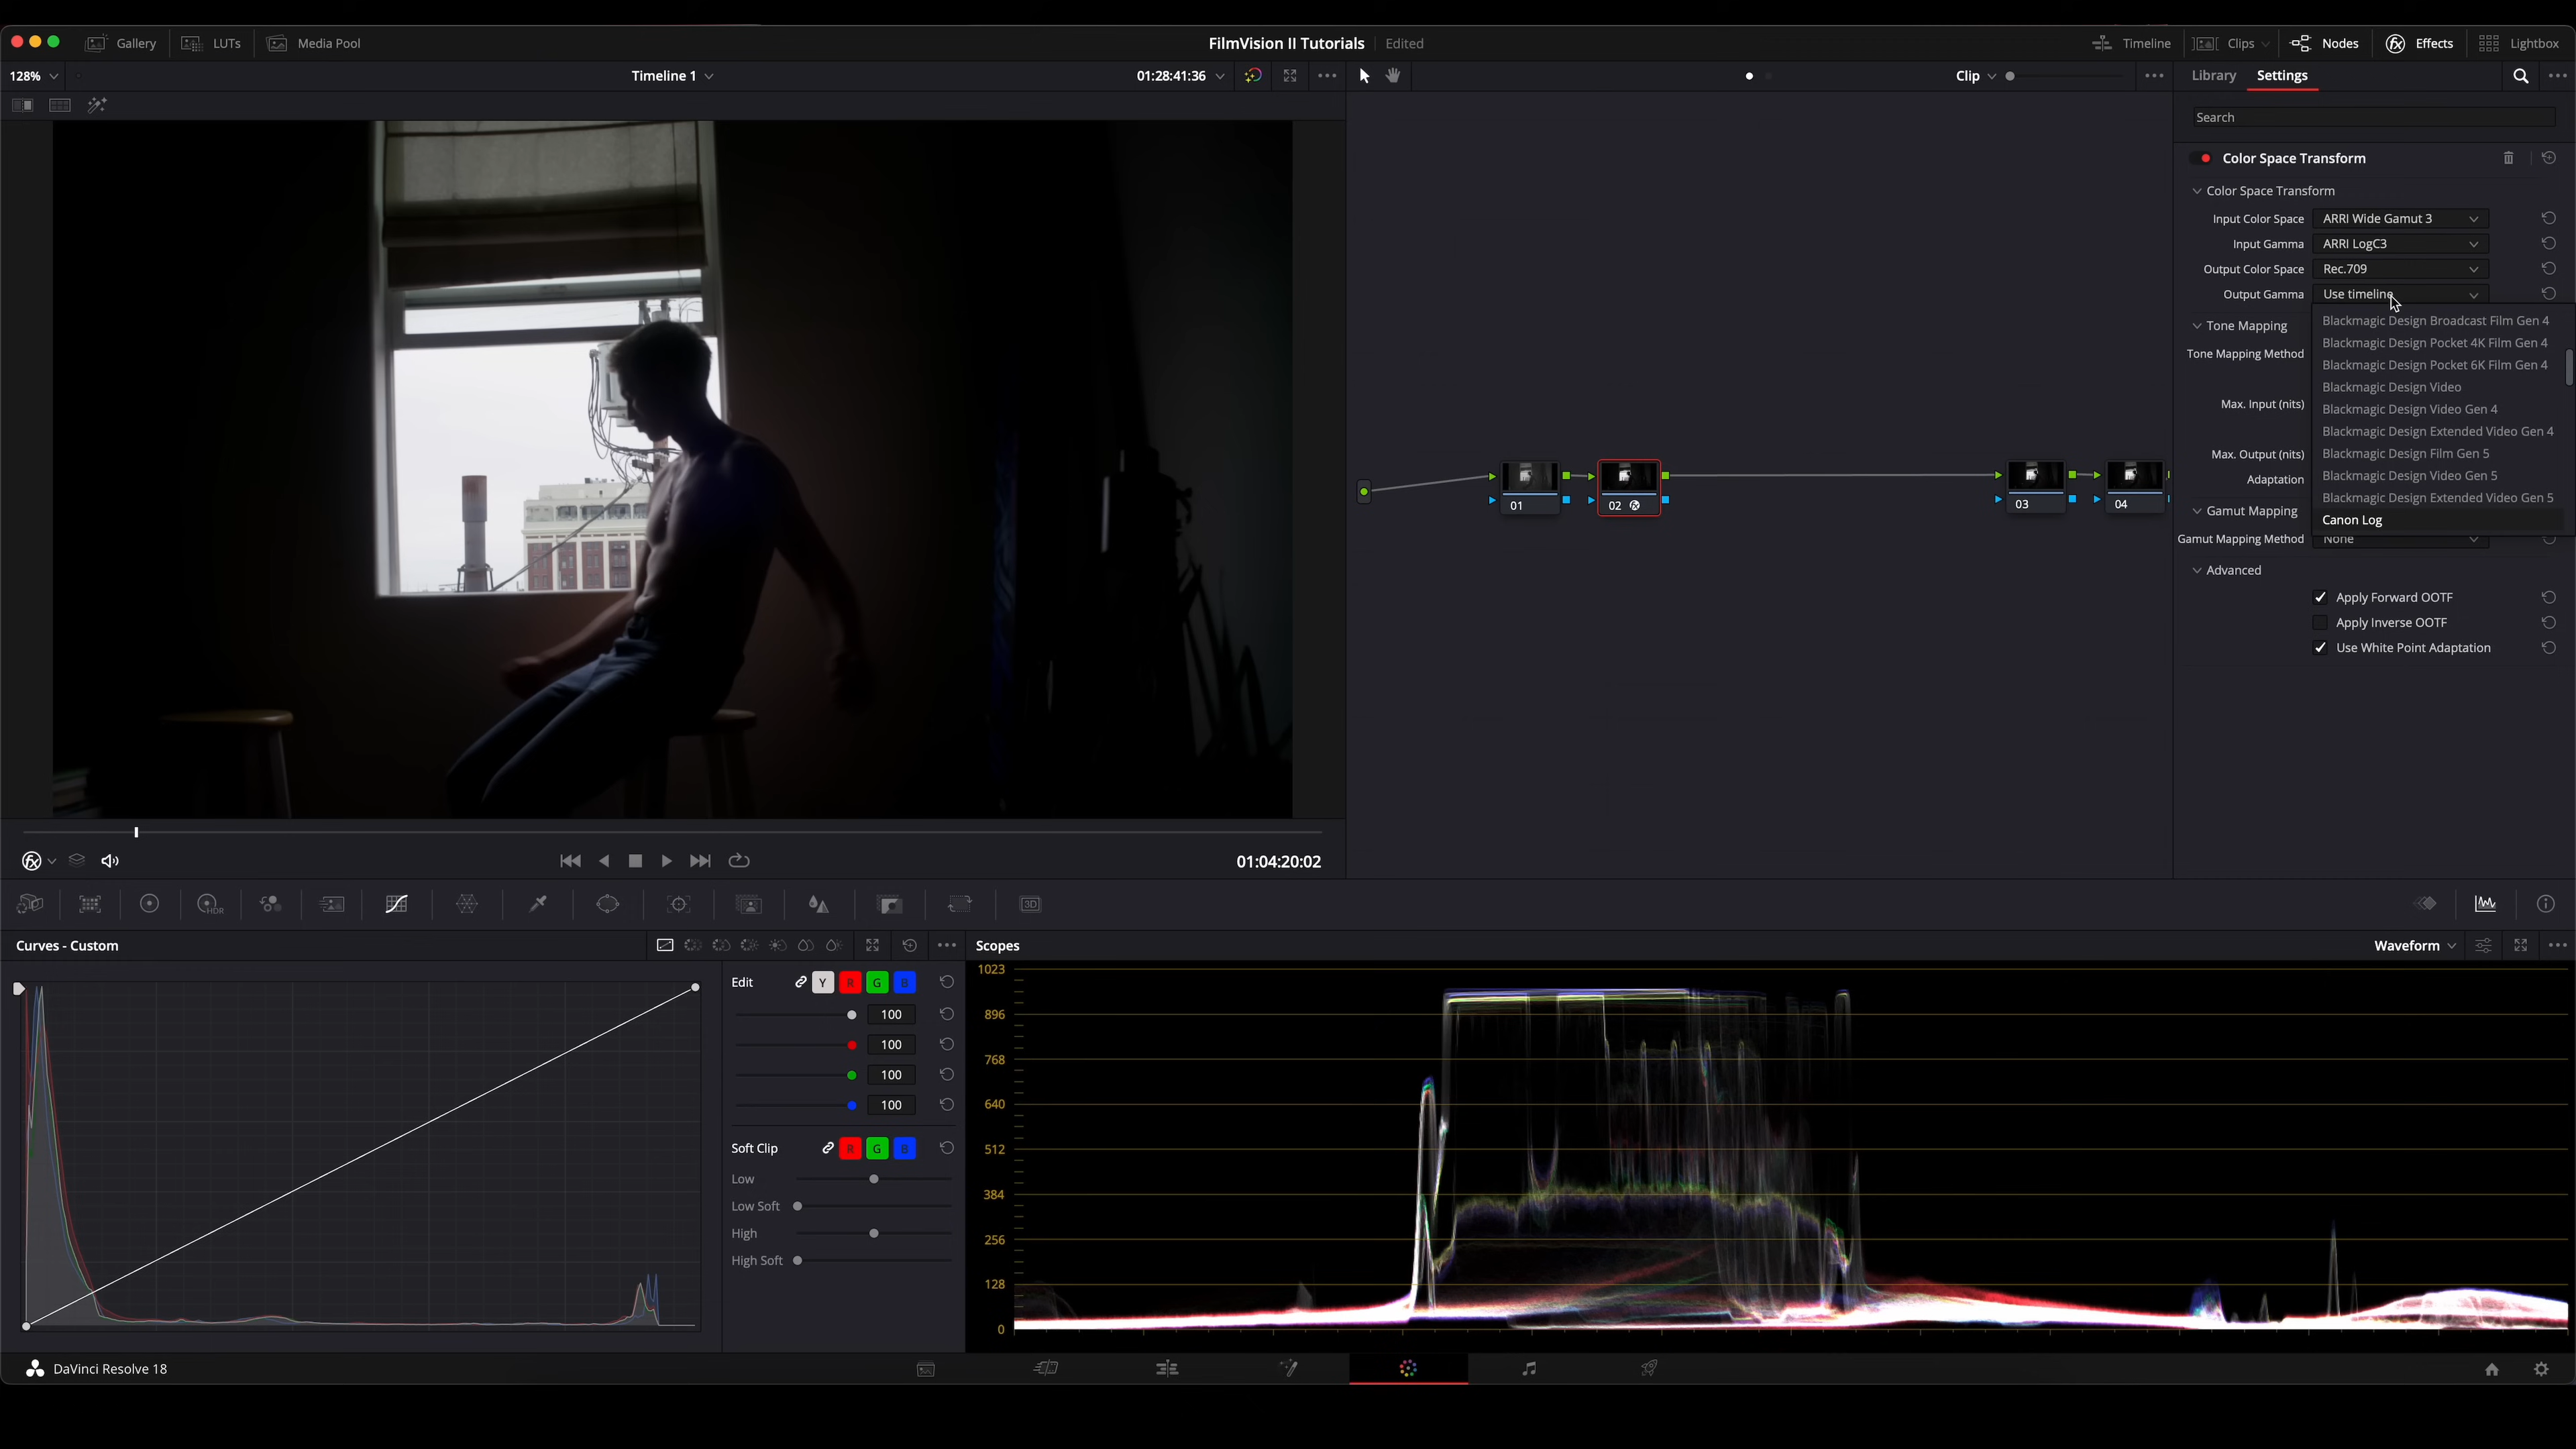 Gallery LUTs Media Pool FilmVision II Tutorials Edited Timeline Clips Nodes Effects Lightbox
128% Timeline 1 01:28:41:36 Clip Library Settings
Search
Color Space Transform
Color Space Transform
Input Color Space ARRI Wide Gamut 3
Input Gamma ARRI LogC3
Output Color Space Rec.709
Output Gamma Use timeline
Blackmagic Design Broadcast Film Gen 4
Tone Mapping
Blackmagic Design Pocket 4K Film Gen 4
Tone Mapping Method
Blackmagic Design Pocket 6K Film Gen 4
Blackmagic Design Video
Max. Input (nits)
Blackmagic Design Video Gen 4
Blackmagic Design Extended Video Gen 4
Max. Output (nits)
Blackmagic Design Film Gen 5
Adaptation
Blackmagic Design Video Gen 5
Blackmagic Design Extended Video Gen 5
Gamut Mapping
Canon Log
Gamut Mapping Method None
Advanced
Apply Forward OOTF
Apply Inverse OOTF
Use White Point Adaptation
01 02 03 04
01:04:20:02
HDR 3D
Curves - Custom Scopes Waveform
Edit Y R G B
100
100
100
100
Soft Clip R G B
Low
Low Soft
High
High Soft
1023
896
768
640
512
384
256
128
0
DaVinci Resolve 18